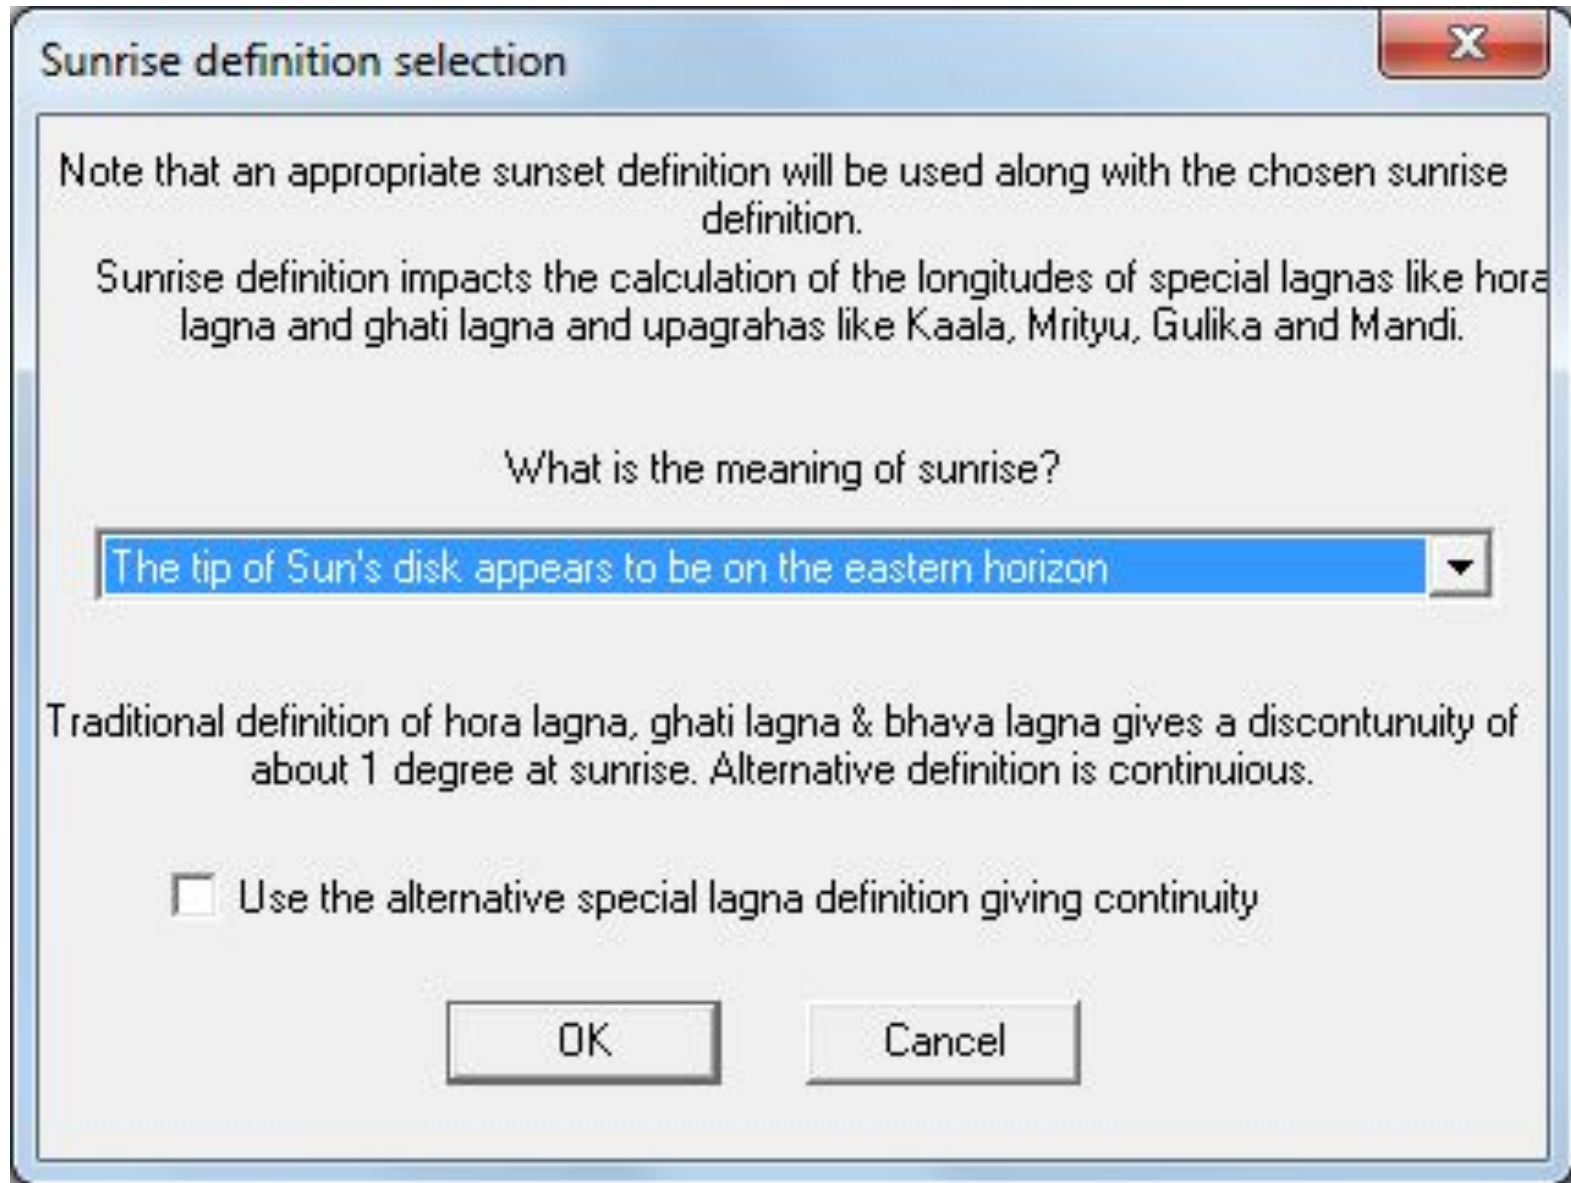 Sunrise definition selection
Note that an appropriate sunset definition will be used along with the chosen sunrise
definition.
Sunrise definition impacts the calculation of the longitudes of special lagnas like hora
lagna and ghati lagna and upagrahas like Kaala, Mrityu, Gulika and Mandi.
What is the meaning of sunrise?
The tip of Sun's disk appears to be on the eastern horizon
Traditional definition of hora lagna, ghati lagna & bhava lagna gives a discontunuity of
about 1 degree at sunrise. Alternative definition is continuious.
Use the alternative special lagna definition giving continuity
OK Cancel